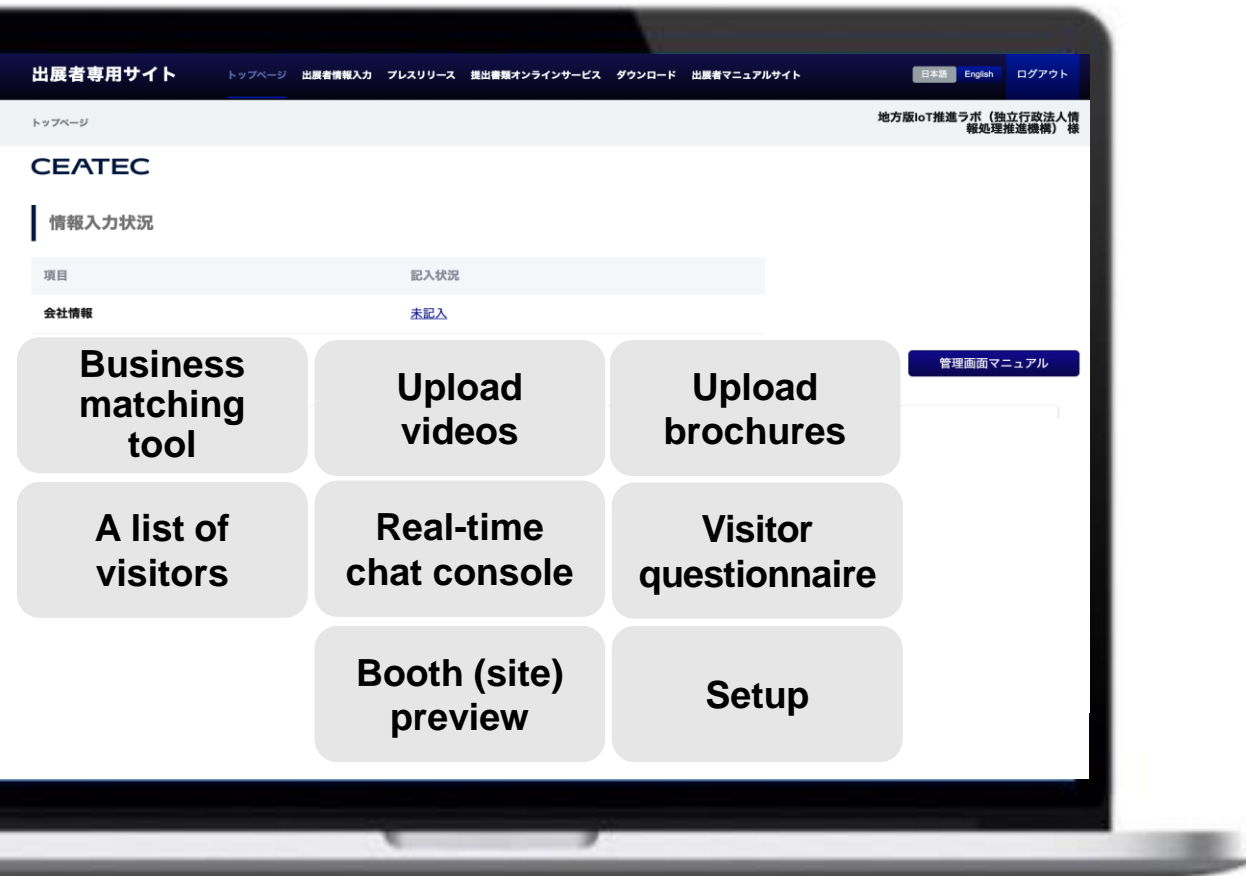 出展者専用サイト
トップページ 出展者情報入力 プレスリリース 提出書類オンラインサービス ダウンロード 出展者マニュアルサイト
日本語 English ログアウト
トップページ
地方版IoT推進ラボ（独立行政法人情
報処理推進機構） 様
CEATEC
情報入力状況
項目 記入状況
会社情報 未記入
管理画面マニュアル
Business
matching
tool
Upload
videos
Upload
brochures
A list of
visitors
Real-time
chat console
Visitor
questionnaire
Booth (site)
preview
Setup